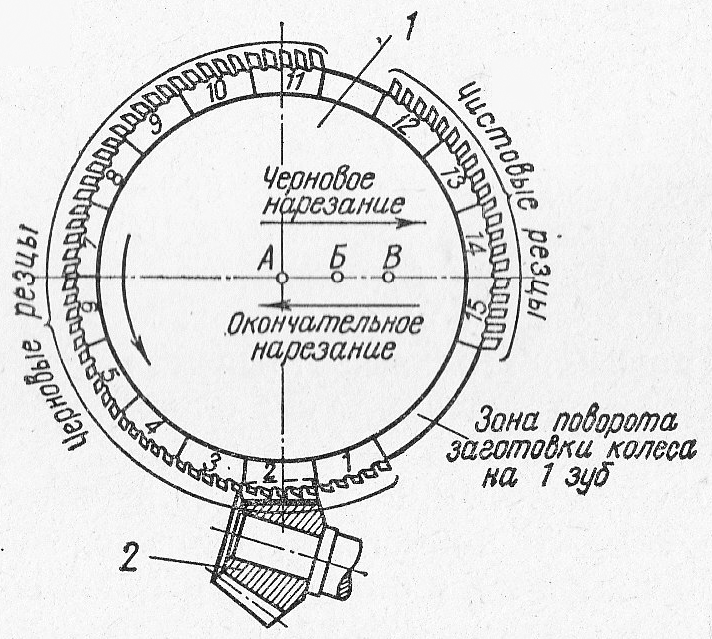 1
11
10
9
8
7
6
5
4
3
2
1
12
13
14
15
Черновые резцы
Чистовые резцы
Черновое
нарезание
А Б В
Окончательное
нарезание
Зона поворота
заготовки колеса
на 1 зуб
2